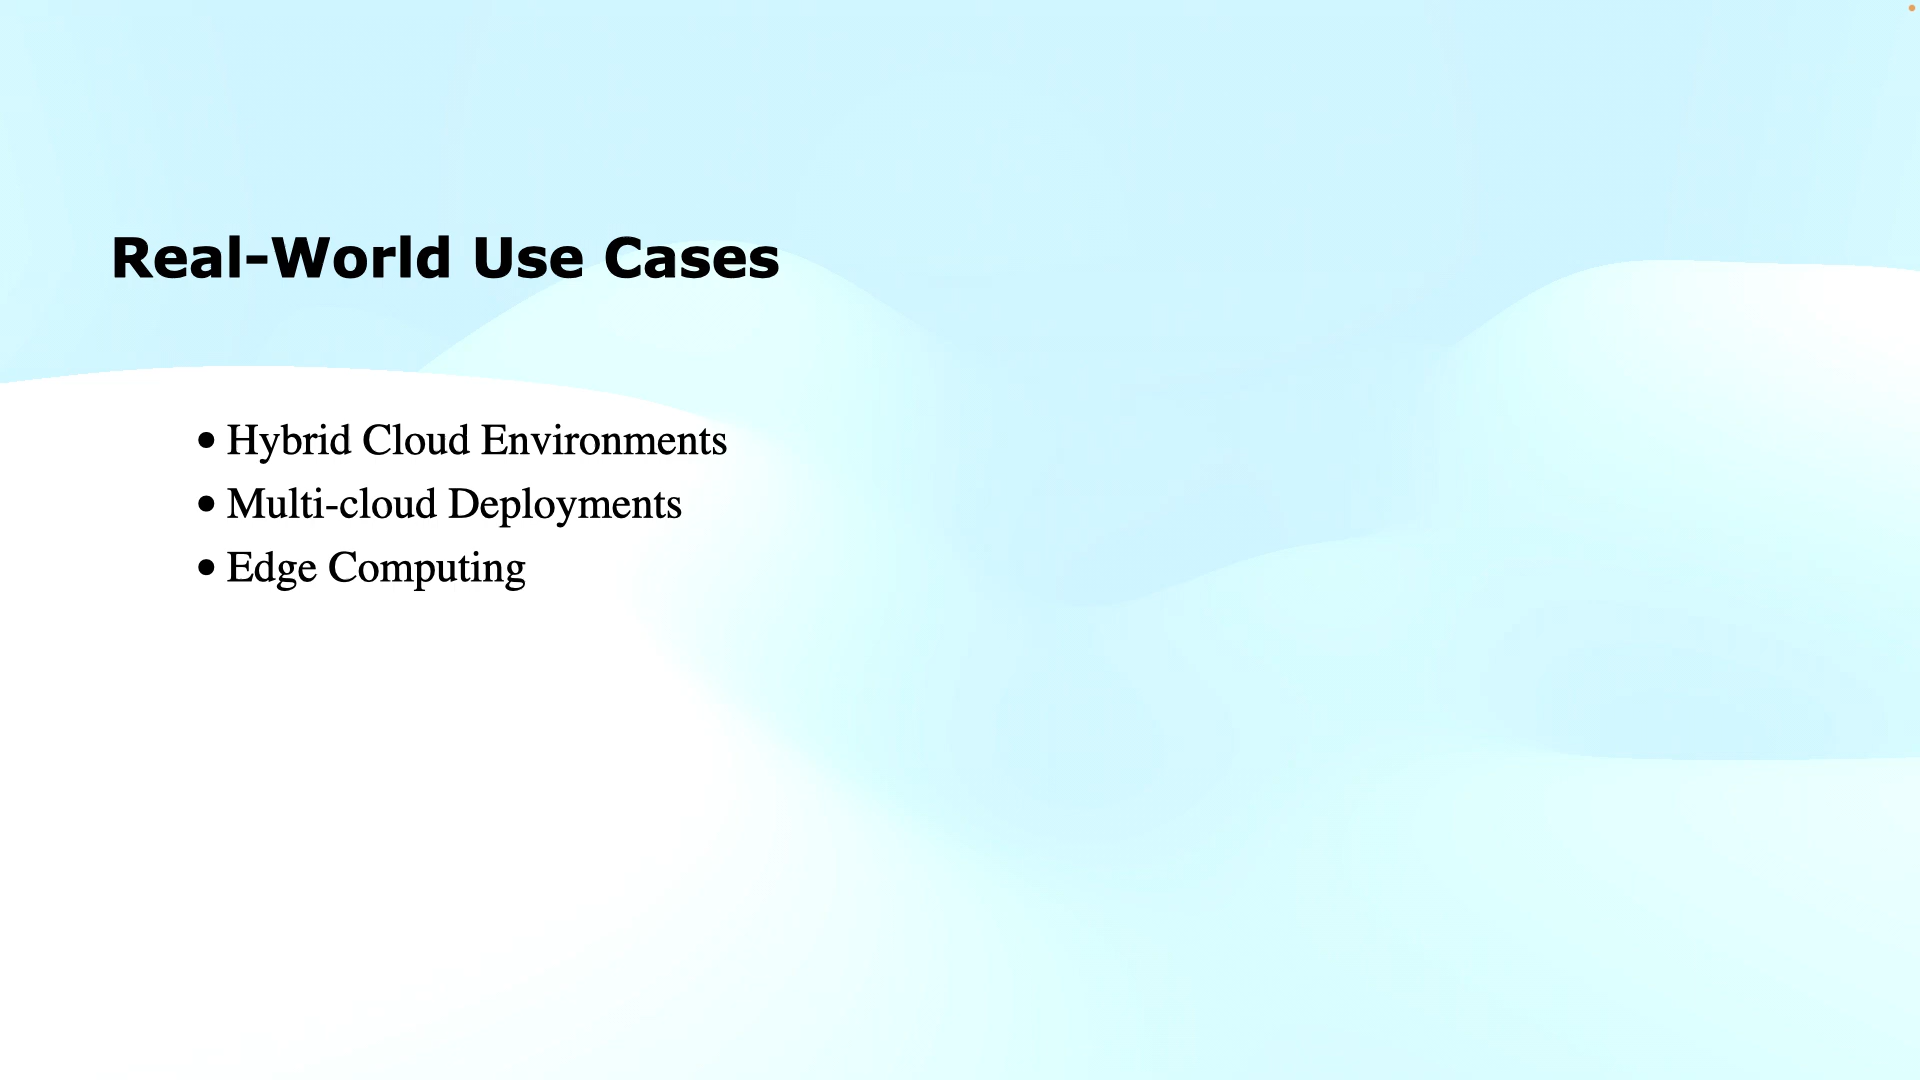 Real-World Use Cases
• Hybrid Cloud Environments
• Multi-cloud Deployments
• Edge Computing